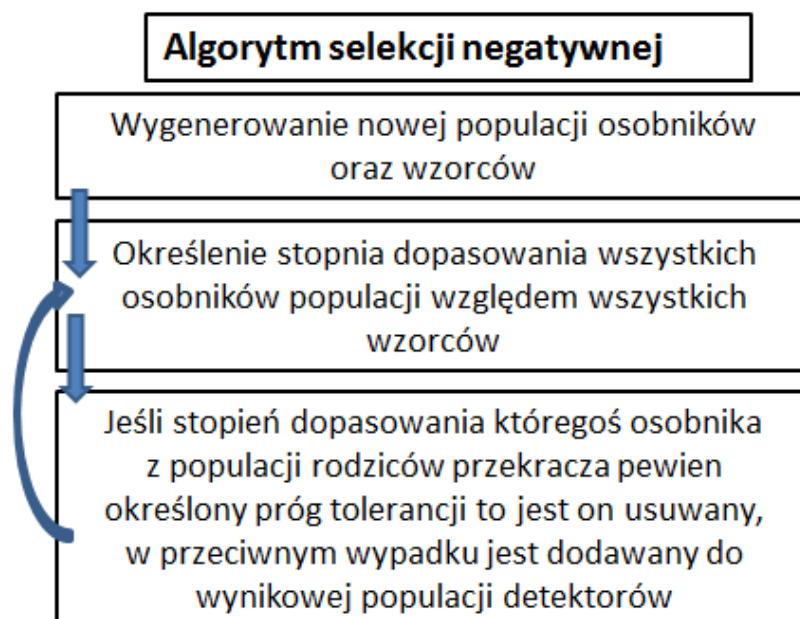 Algorytm selekcji negatywnej
Wygenerowanie nowej populacji osobników
oraz wzorców
Określenie stopnia dopasowania wszystkich
osobników populacji względem wszystkich
wzorców
Jeśli stopień dopasowania któregoś osobnika
z populacji rodziców przekracza pewien
określony próg tolerancji to jest on usuwany,
w przeciwnym wypadku jest dodawany do
wynikowej populacji detektorów